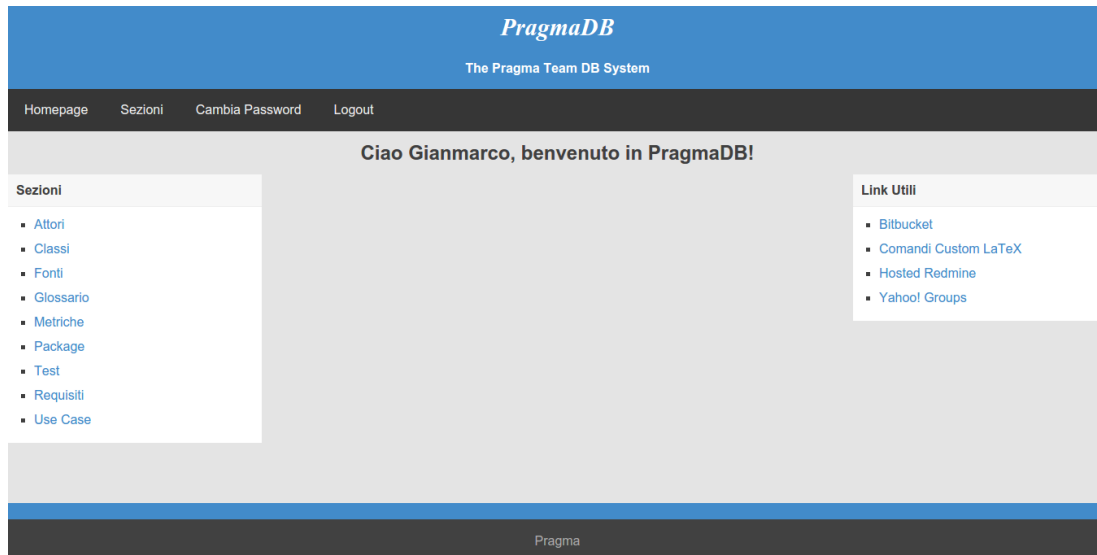 PragmaDB
The Pragma Team DB System
Homepage Sezioni Cambia Password Logout
Ciao Gianmarco, benvenuto in PragmaDB!
Sezioni
Attori
Classi
Fonti
Glossario
Metriche
Package
Test
Requisiti
Use Case
Link Utili
Bitbucket
Comandi Custom LaTeX
Hosted Redmine
Yahoo! Groups
Pragma